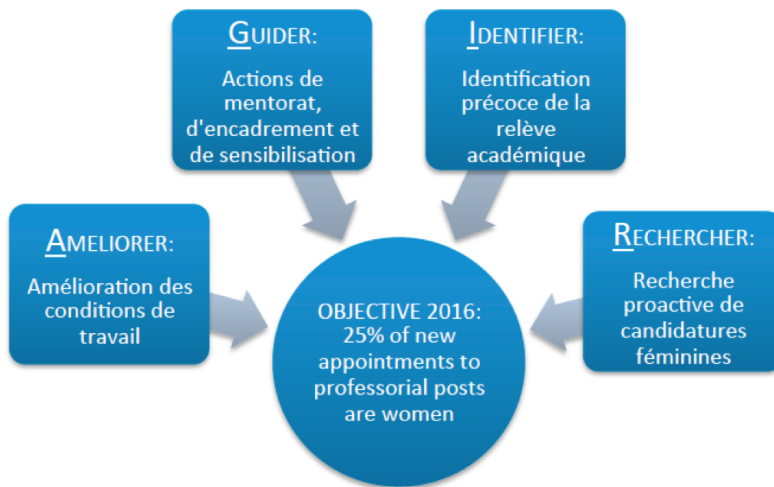 GUIDER:
Actions de
mentorat,
d'encadrement et
de sensibilisation
IDENTIFIER:
Identification
précoce de la
relève
académique
AMELIORER:
Amélioration des
conditions de
travail
RECHERCHER:
Recherche
proactive de
candidatures
féminines
OBJECTIVE 2016:
25% of new
appointments to
professorial posts
are women